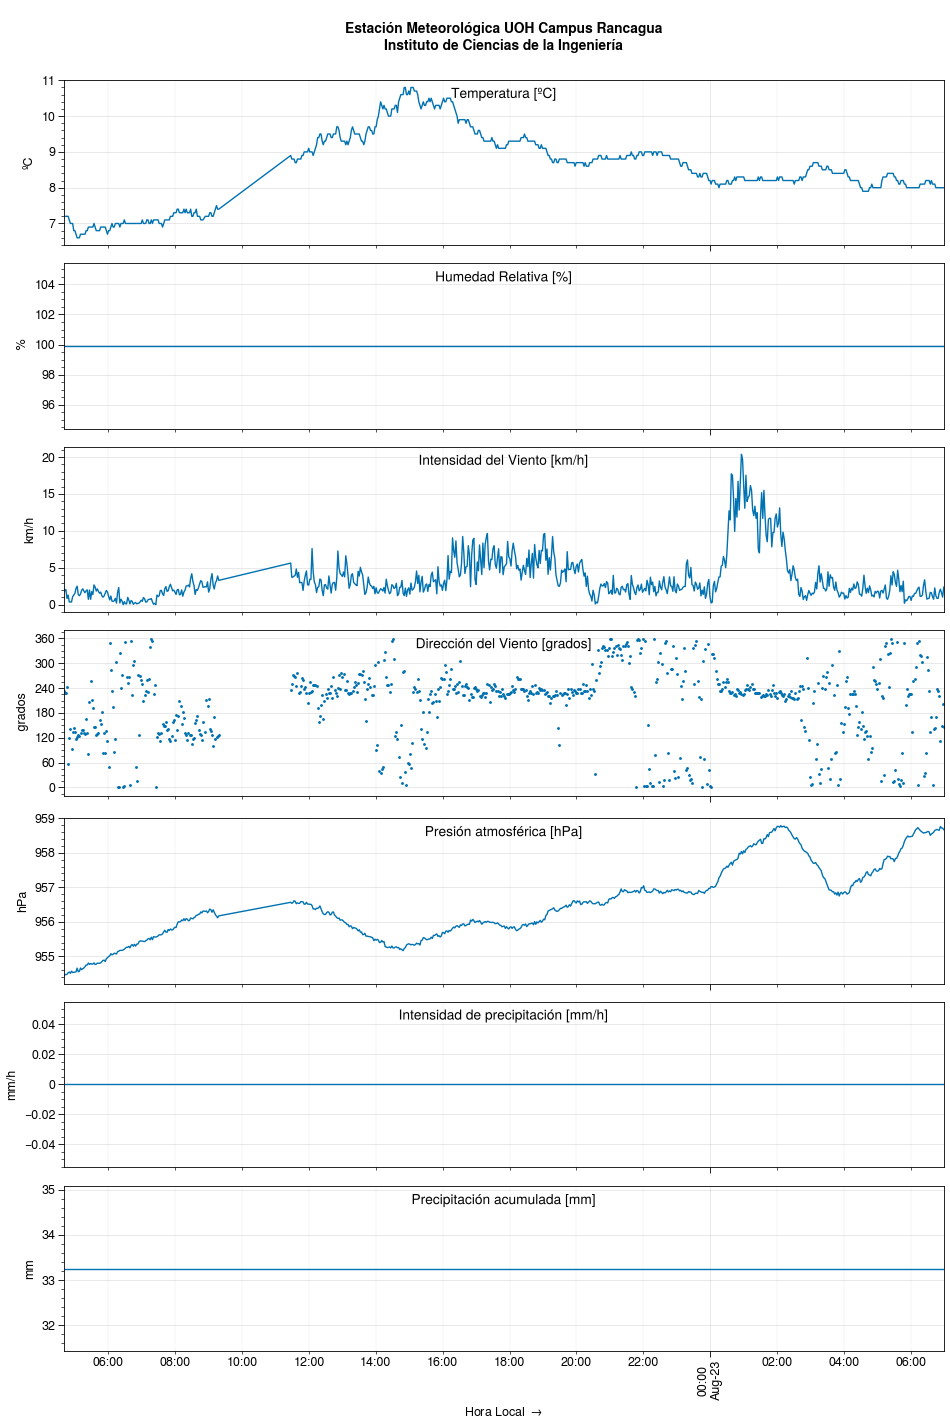 Estación Meteorológica UOH Campus Rancagua
Instituto de Ciencias de la Ingeniería
Temperatura [ºC]
ºC
11
10
9
8
7
Humedad Relativa [%]
%
104
102
100
98
96
Intensidad del Viento [km/h]
km/h
20
15
10
5
0
Dirección del Viento [grados]
grados
360
300
240
180
120
60
0
Presión atmosférica [hPa]
hPa
959
958
957
956
955
Intensidad de precipitación [mm/h]
mm/h
0.04
0.02
0
−0.02
−0.04
Precipitación acumulada [mm]
mm
35
34
33
32
06:00 08:00 10:00 12:00 14:00 16:00 18:00 20:00 22:00 00:00 02:00 04:00 06:00
Aug-23
Hora Local →